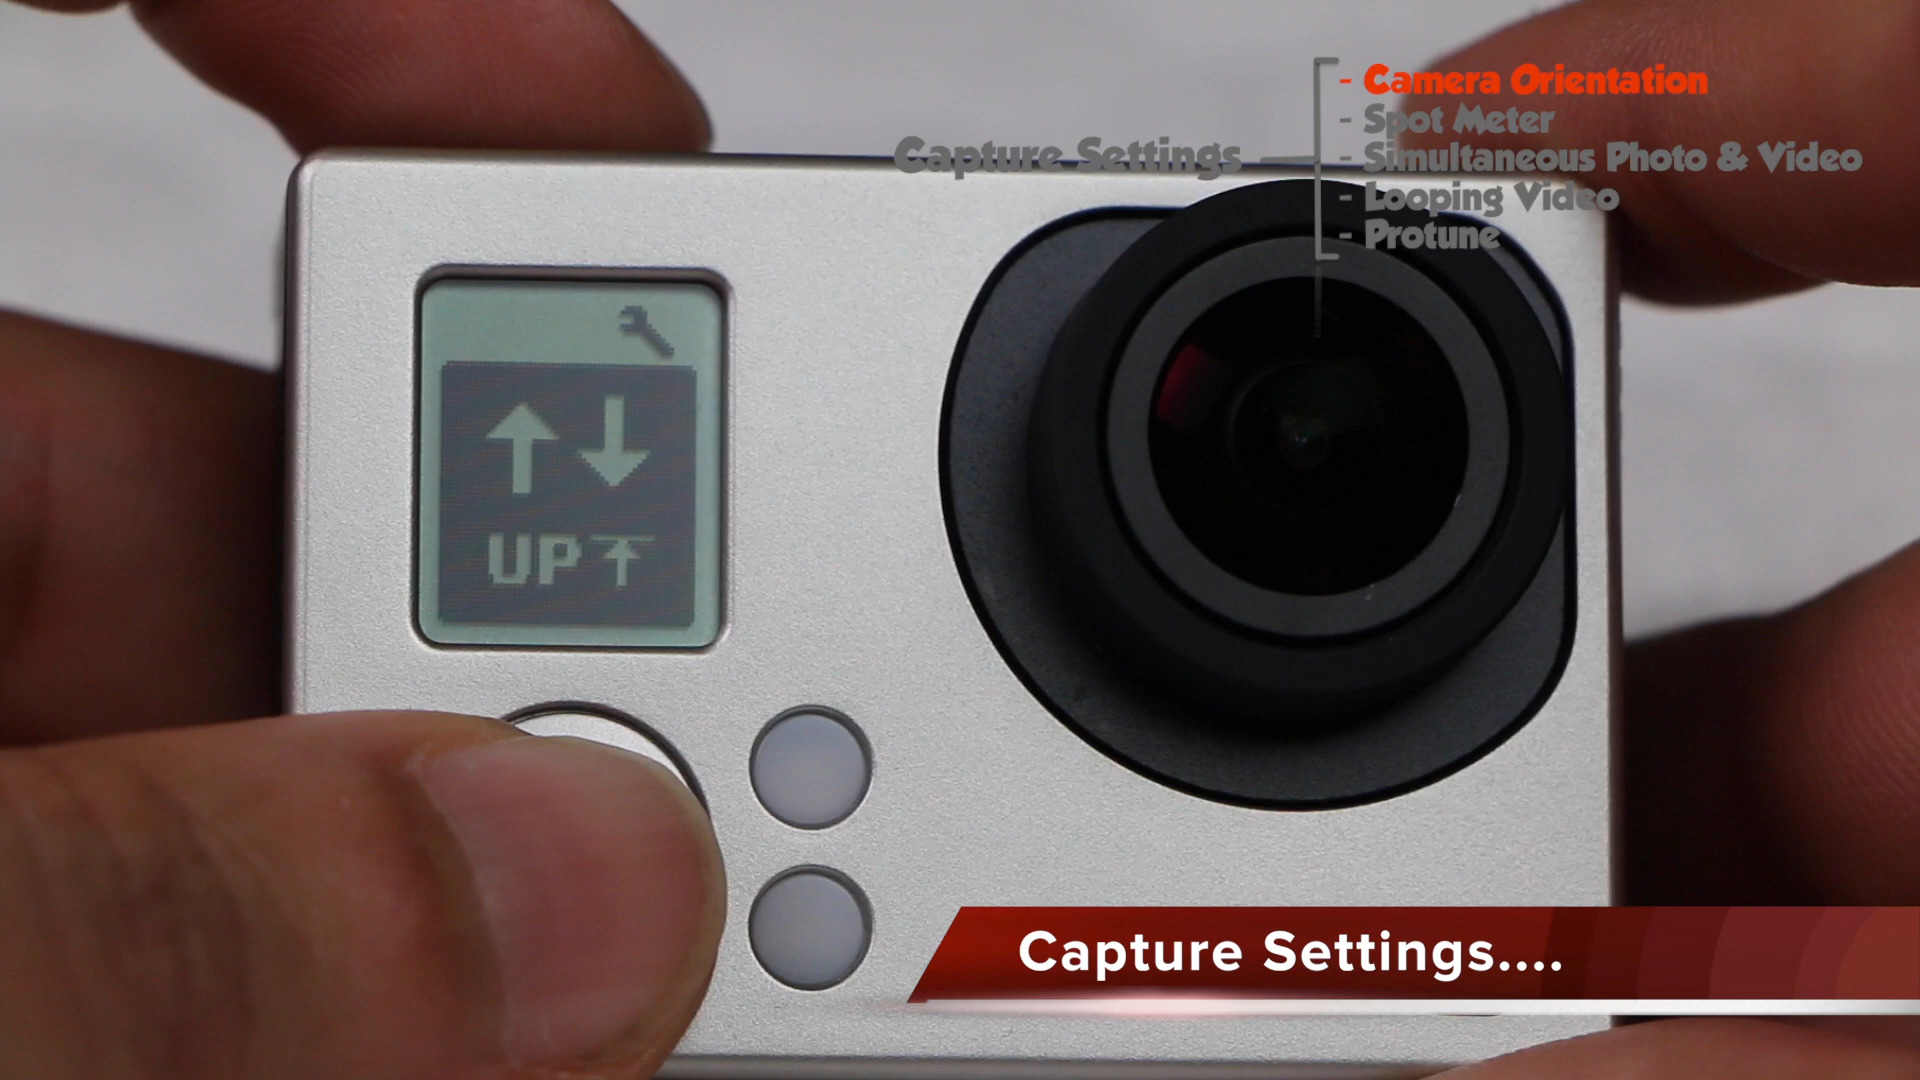 - Camera Orientation
- Spot Meter
Capture Settings
- Simultaneous Photo & Video
- Looping Video
- Protune
UP
Capture Settings....